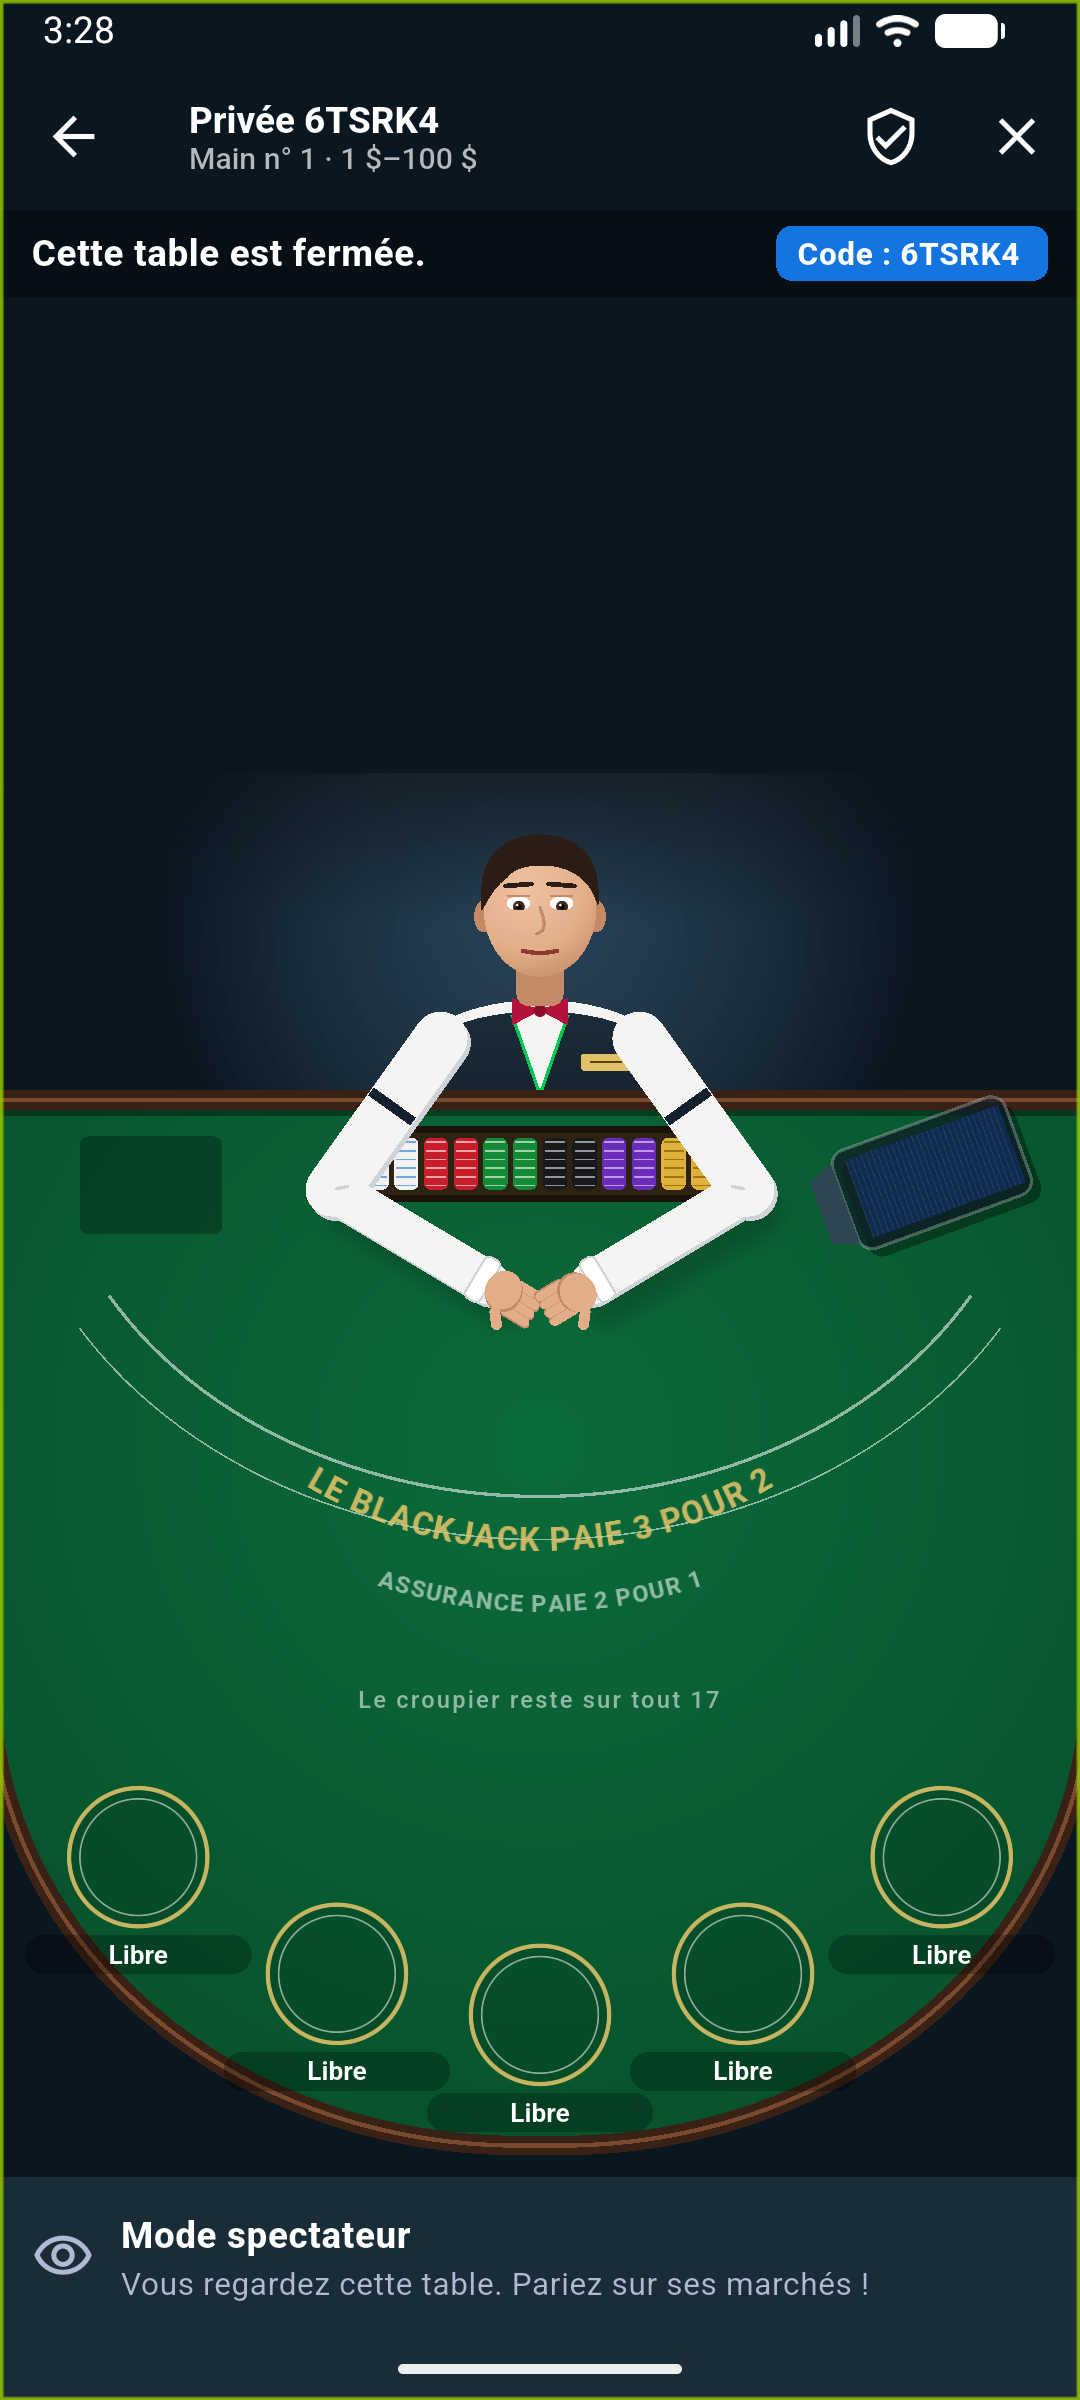 3:28
Privée 6TSRK4
Main n° 1 · 1 $–100 $
Cette table est fermée.
Code : 6TSRK4
LE BLACKJACK PAIE 3 POUR 2
ASSURANCE PAIE 2 POUR 1
Le croupier reste sur tout 17
Libre
Libre
Libre
Libre
Libre
Mode spectateur
Vous regardez cette table. Pariez sur ses marchés !